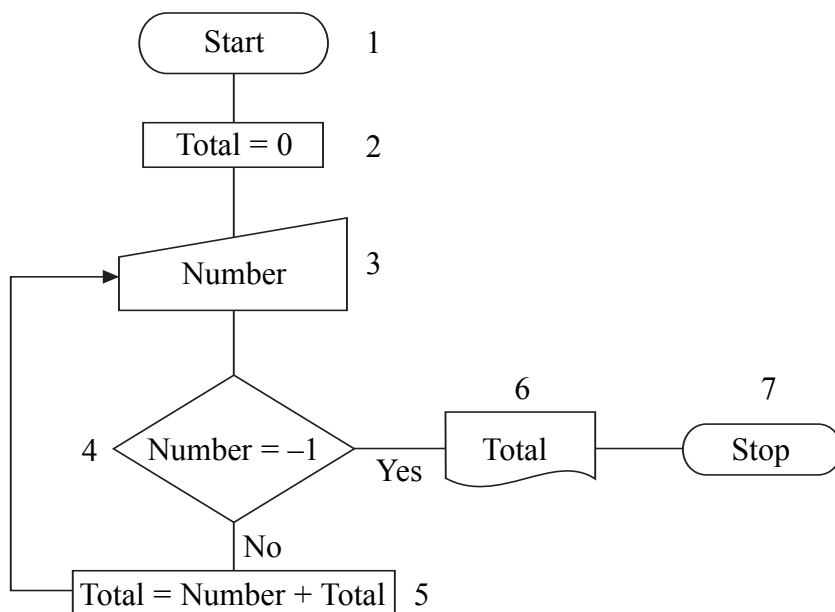 Start 1
Total = 0 2
Number 3
6 7
4 Number = –1 Yes Total Stop
No
Total = Number + Total 5